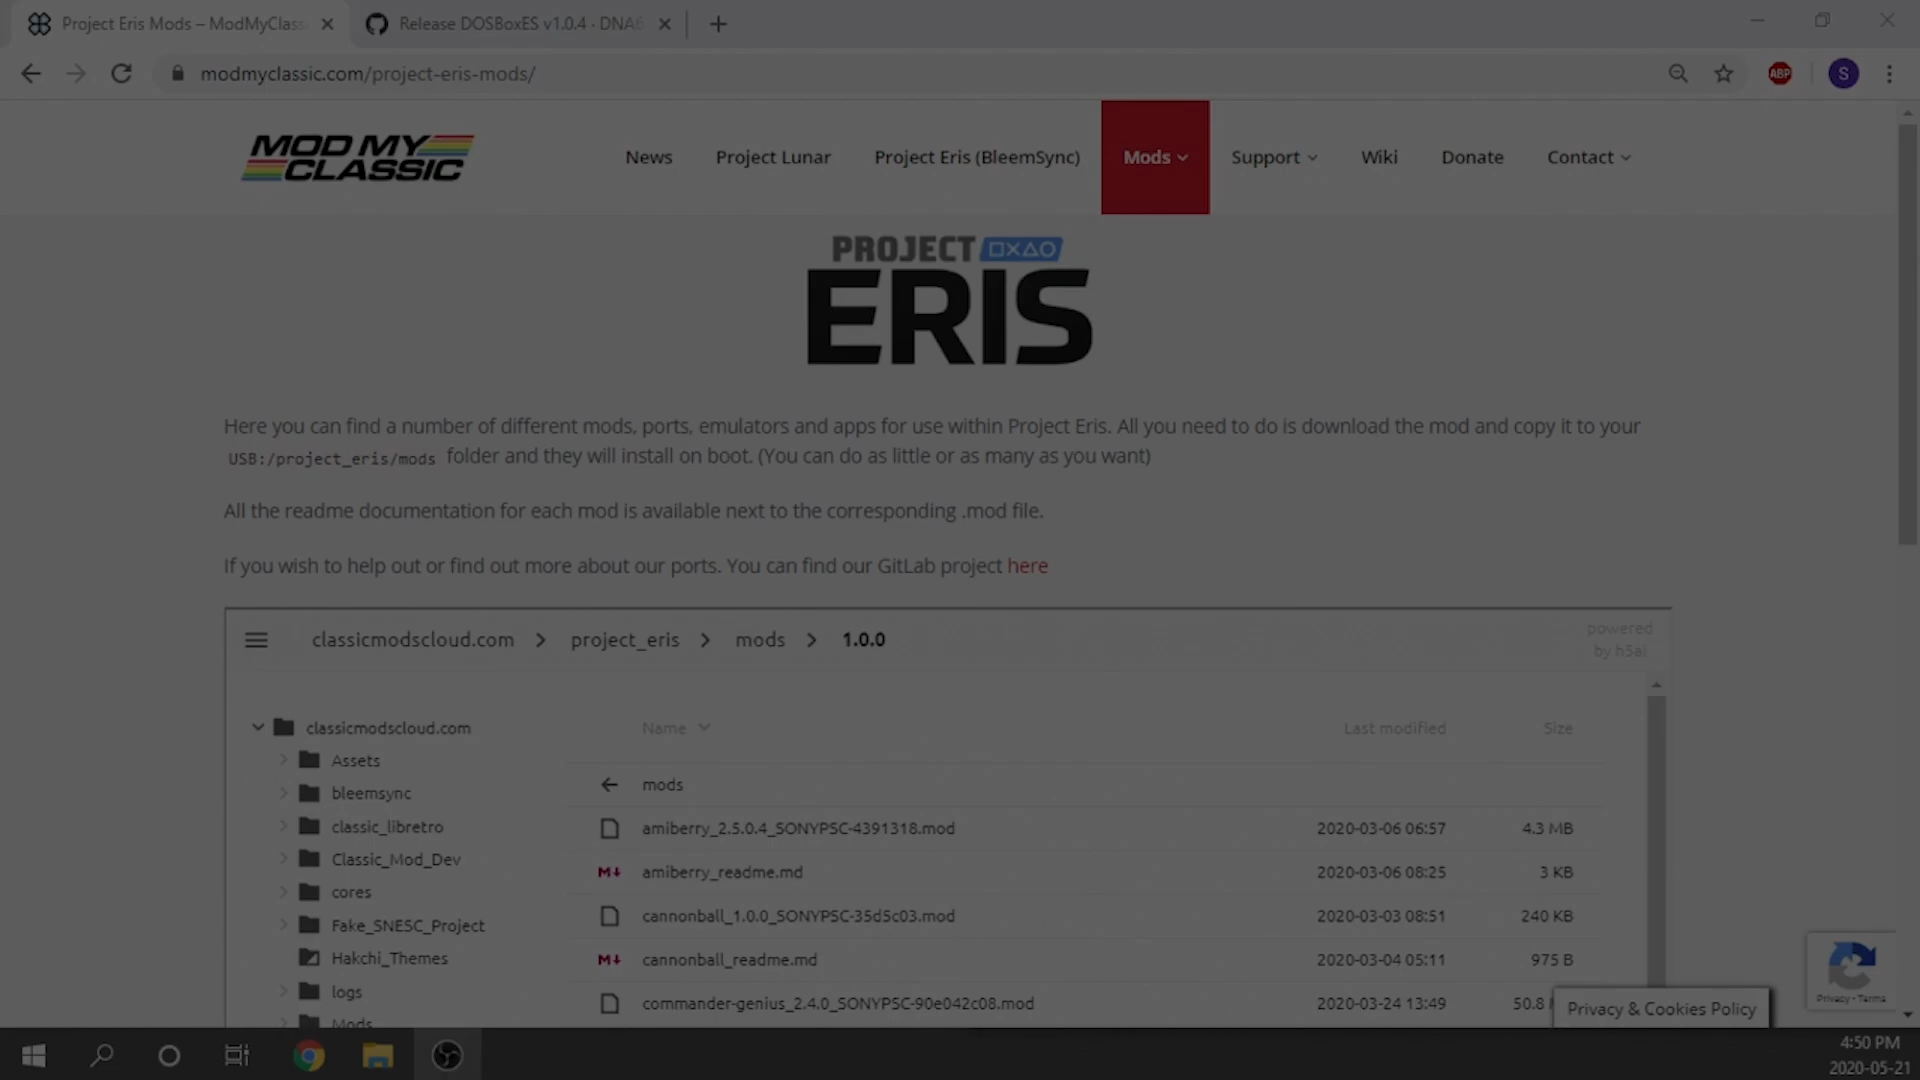 Project Eris Mods – ModMyClass
Release DOSBoxES v1.0.4 · DNA6
modmyclassic.com/project-eris-mods/
ABP
S
MOD MY CLASSIC
News
Project Lunar
Project Eris (BleemSync)
Mods
Support
Wiki
Donate
Contact
PROJECT
ERIS
Here you can find a number of different mods, ports, emulators and apps for use within Project Eris. All you need to do is download the mod and copy it to your
USB:/project_eris/mods folder and they will install on boot. (You can do as little or as many as you want)
All the readme documentation for each mod is available next to the corresponding .mod file.
If you wish to help out or find out more about our ports. You can find our GitLab project here
classicmodscloud.com > project_eris > mods > 1.0.0
powered
by h5ai
classicmodscloud.com
Assets
bleemsync
classic_libretro
Classic_Mod_Dev
cores
Fake_SNESC_Project
Hakchi_Themes
logs
Mods
Name Last modified Size
mods
amiberry_2.5.0.4_SONYPSC-4391318.mod 2020-03-06 06:57 4.3 MB
M↓ amiberry_readme.md 2020-03-06 08:25 3 KB
cannonball_1.0.0_SONYPSC-35d5c03.mod 2020-03-03 08:51 240 KB
M↓ cannonball_readme.md 2020-03-04 05:11 975 B
commander-genius_2.4.0_SONYPSC-90e042c08.mod 2020-03-24 13:49 50.8
Privacy - Terms
Privacy & Cookies Policy
4:50 PM
2020-05-21